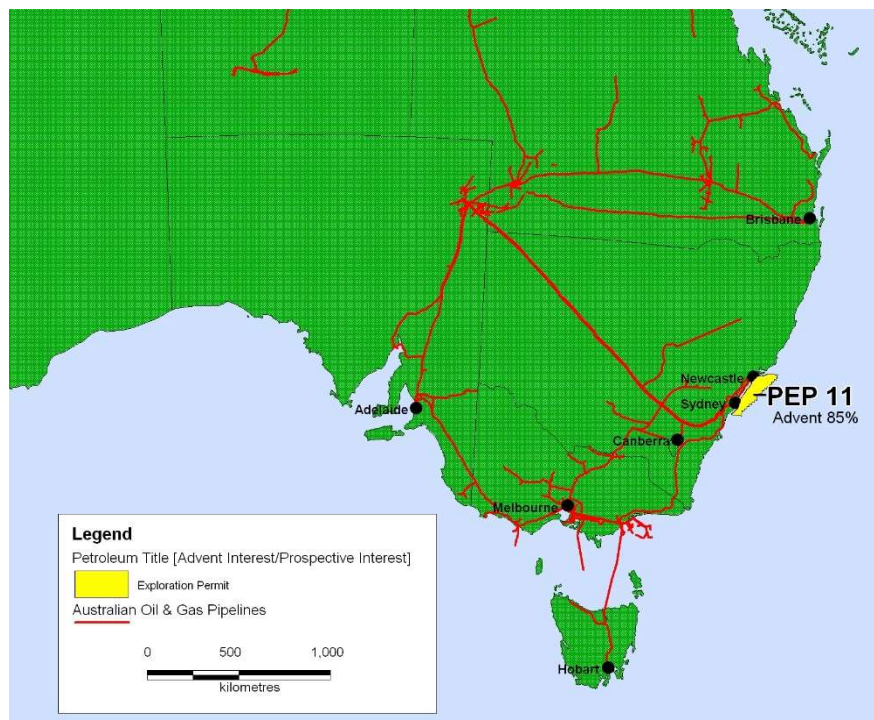 Brisbane
Newcastle
PEP 11
Sydney
Advent 85%
Adelaide
Canberra
Melbourne
Legend
Petroleum Title [Advent Interest/Prospective Interest]
Exploration Permit
Australian Oil & Gas Pipelines
0 500 1,000
kilometres
Hobart